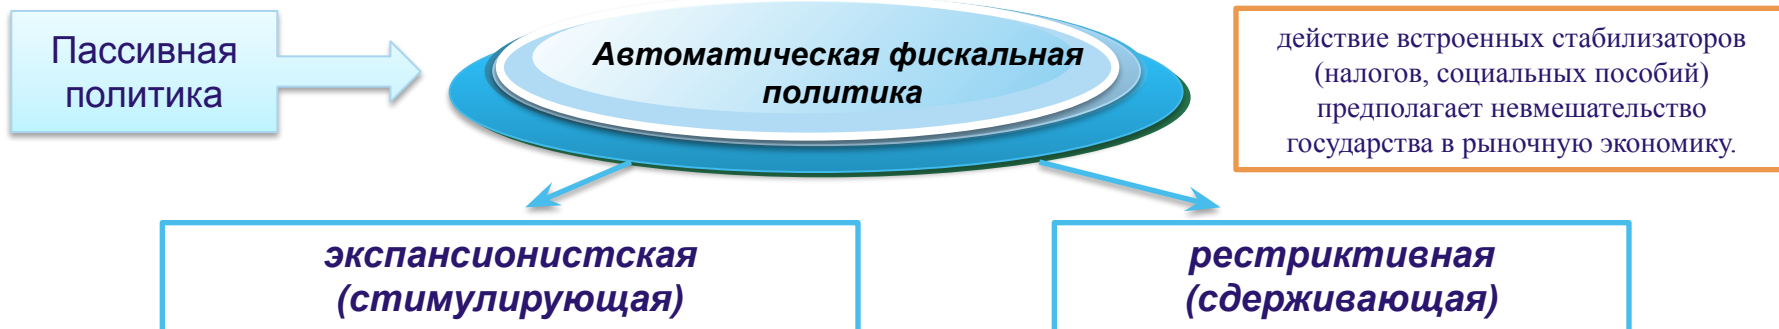 Пассивная
политика
Автоматическая фискальная
политика
действие встроенных стабилизаторов
(налогов, социальных пособий)
предполагает невмешательство
государства в рыночную экономику.
экспансионистская
(стимулирующая)
рестриктивная
(сдерживающая)